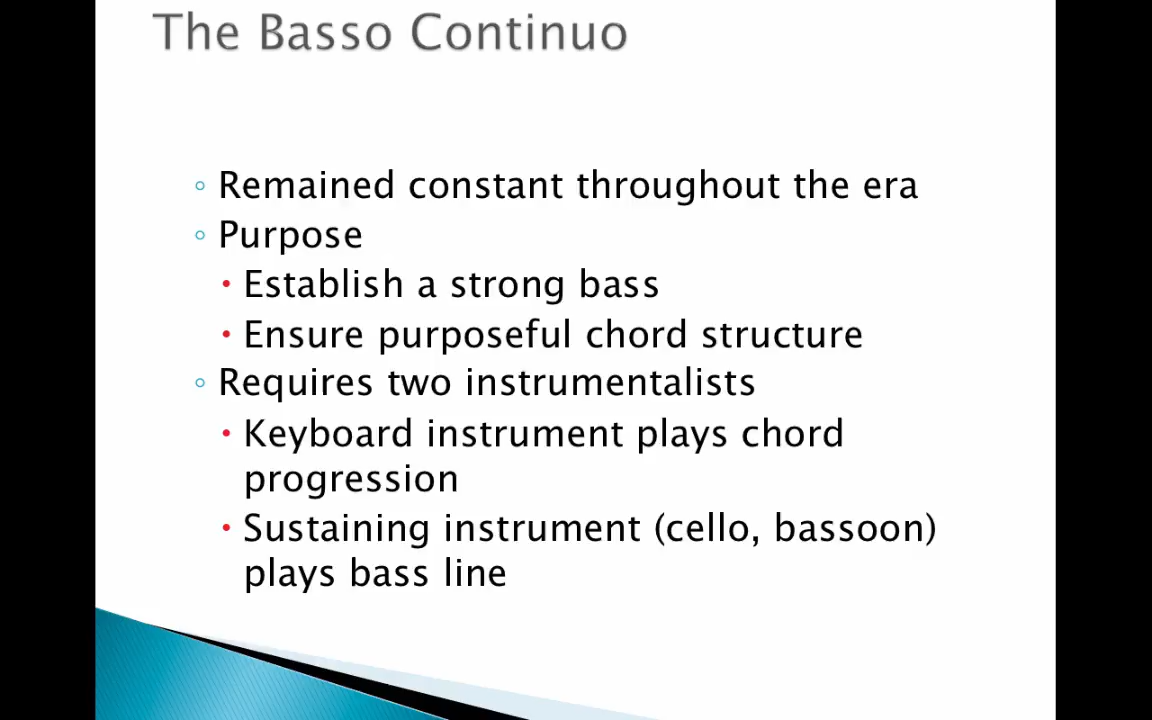 The Basso Continuo
Remained constant throughout the era
Purpose
Establish a strong bass
Ensure purposeful chord structure
Requires two instrumentalists
Keyboard instrument plays chord
progression
Sustaining instrument (cello, bassoon)
plays bass line